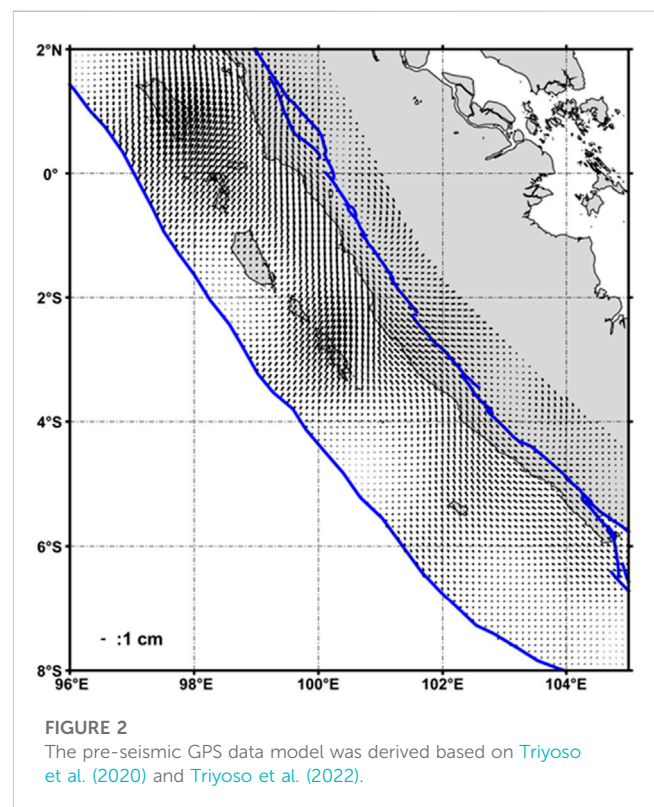 2°N
0°
2°S
4°S
6°S
- :1 cm
8°S
96°E 98°E 100°E 102°E 104°E
FIGURE 2
The pre-seismic GPS data model was derived based on Triyoso
et al. (2020) and Triyoso et al. (2022).